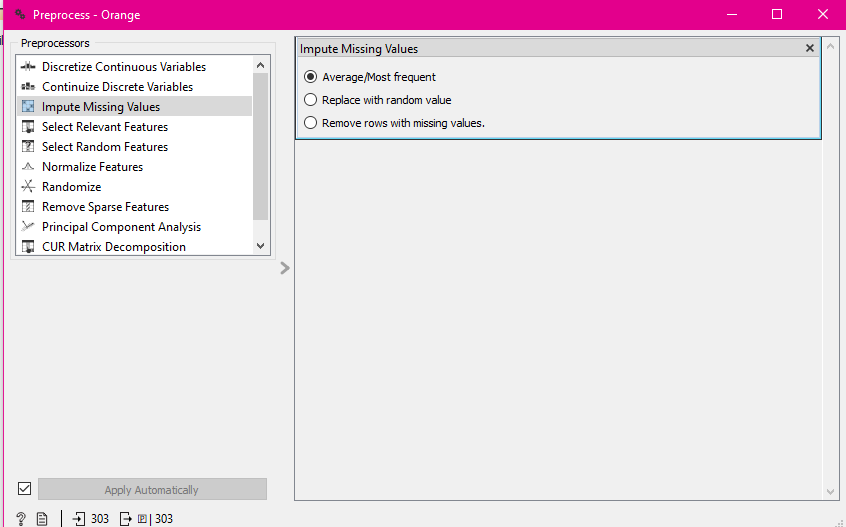 Preprocess - Orange
Preprocessors
Discretize Continuous Variables
Continuize Discrete Variables
Impute Missing Values
Select Relevant Features
Select Random Features
Normalize Features
Randomize
Remove Sparse Features
Principal Component Analysis
CUR Matrix Decomposition
Impute Missing Values
Average/Most frequent
Replace with random value
Remove rows with missing values.
Apply Automatically
303 P | 303